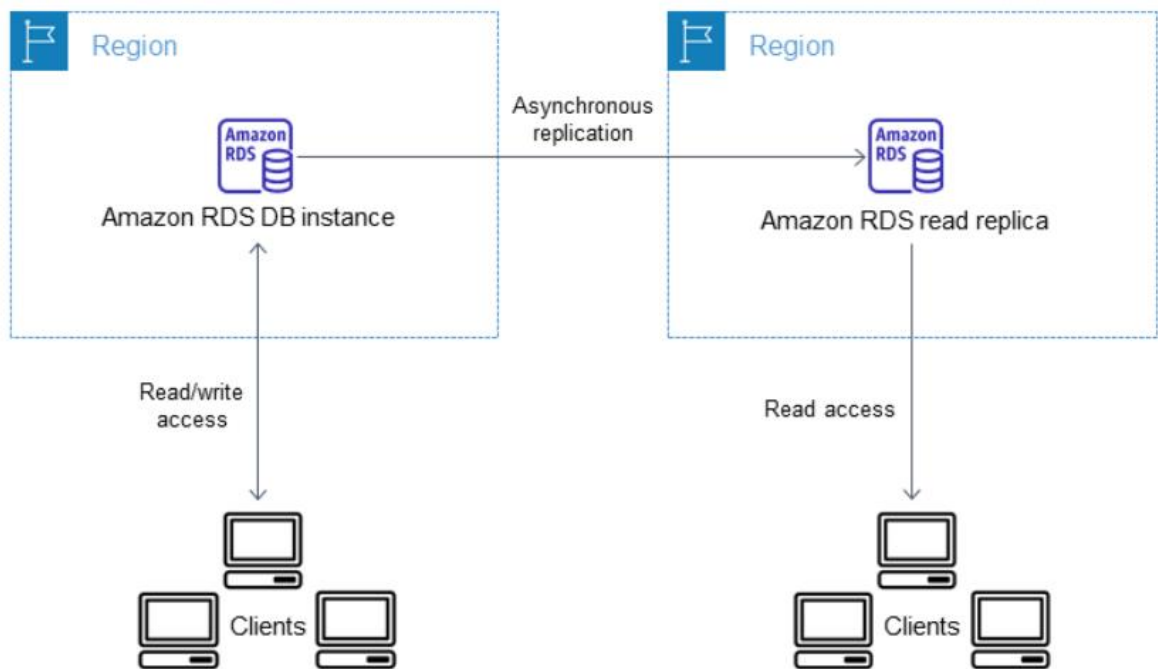 Region
Region
Asynchronous
replication
Amazon
RDS
Amazon
RDS
Amazon RDS DB instance
Amazon RDS read replica
Read/write
access
Read access
Clients
Clients